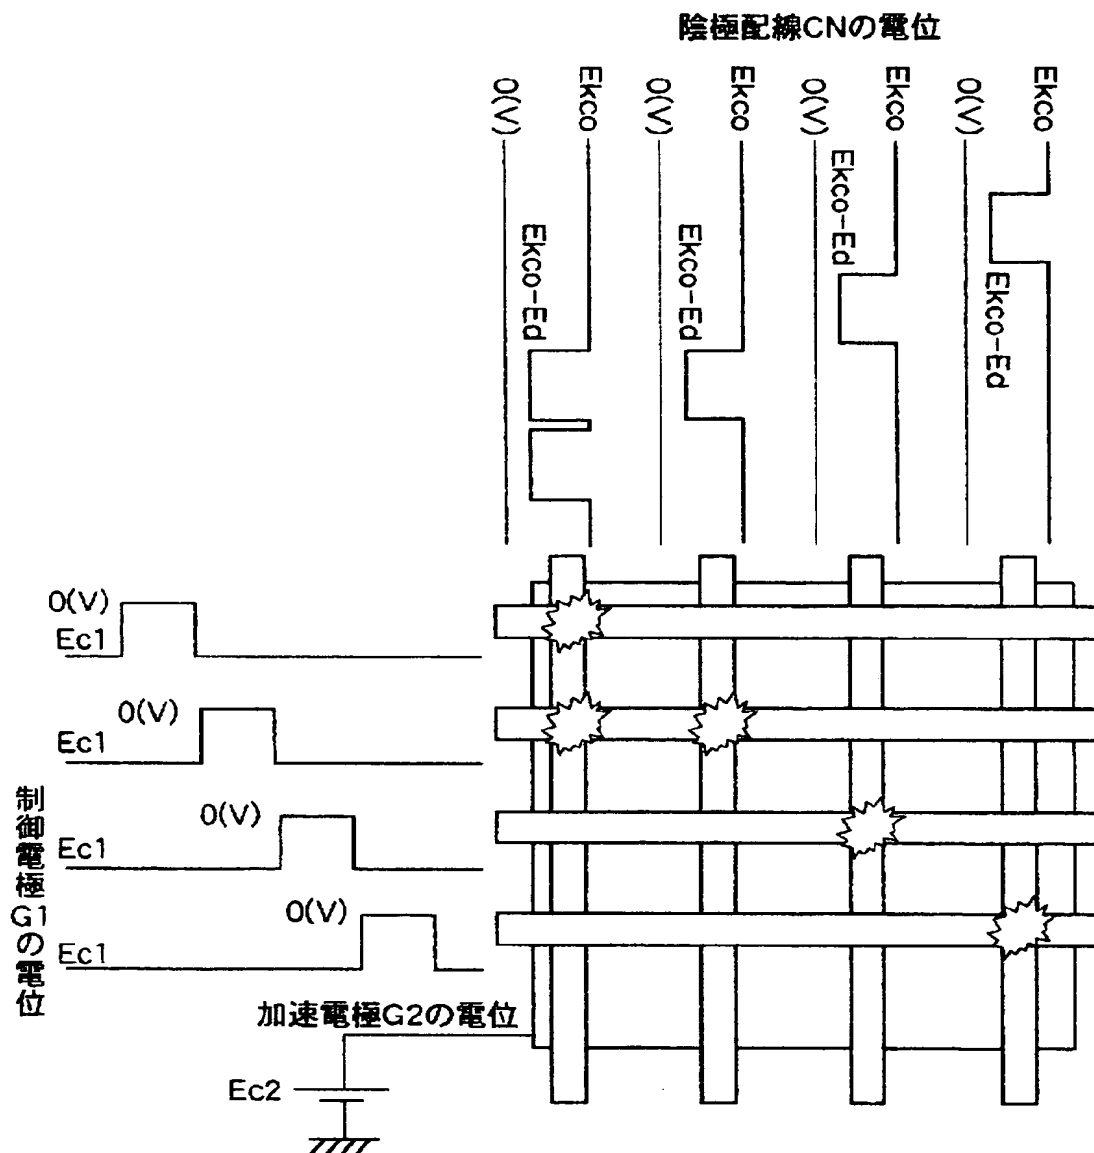 陰極配線CNの電位
0(V)
Ekco
0(V)
Ekco
0(V)
Ekco
0(V)
Ekco
Ekco-Ed
Ekco-Ed
Ekco-Ed
Ekco-Ed
0(V)
Ec1
0(V)
Ec1
0(V)
Ec1
0(V)
Ec1
制御電極G1の電位
加速電極G2の電位
Ec2